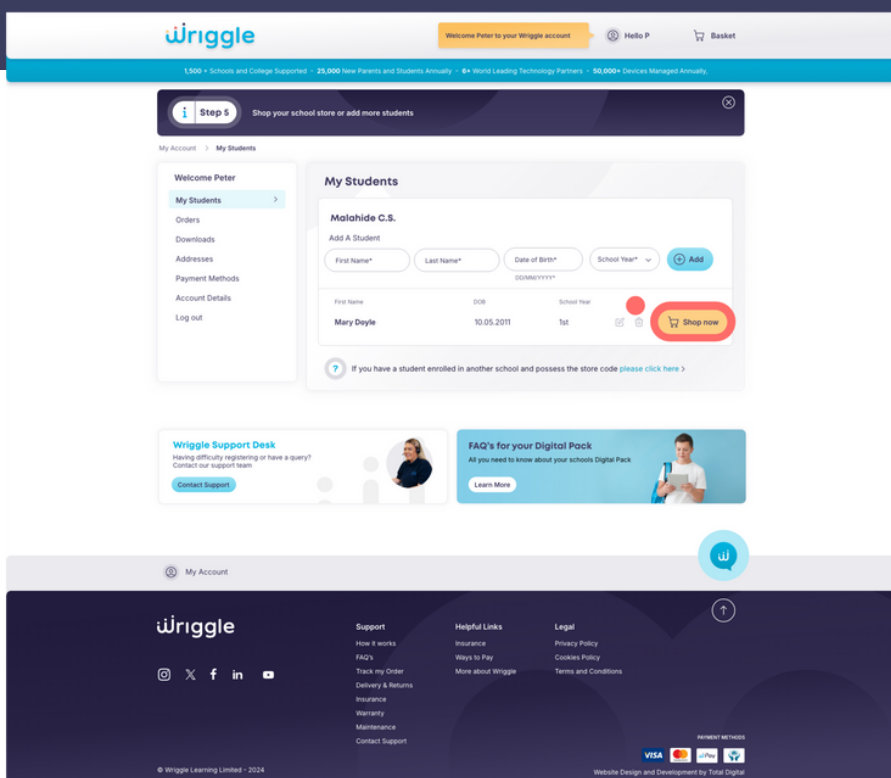 wriggle
Welcome Peter to your Wriggle account
Hello P
Basket
1,500 + Schools and College Supported - 25,000 New Parents and Students Annually - 6+ World Leading Technology Partners - 50,000+ Devices Managed Annually,
i Step 5
Shop your school store or add more students
My Account > My Students
Welcome Peter
My Students >
Orders
Downloads
Addresses
Payment Methods
Account Details
Log out
My Students
Malahide C.S.
Add A Student
First Name*
Last Name*
Date of Birth*
School Year*
Add
DD/MM/YYYY*
First Name
DOB
School Year
Mary Doyle
10.05.2011
1st
Shop now
? If you have a student enrolled in another school and possess the store code please click here >
Wriggle Support Desk
Having difficulty registering or have a query?
Contact our support team
Contact Support
FAQ's for your Digital Pack
All you need to know about your schools Digital Pack
Learn More
My Account
wriggle
Support
How it works
FAQ's
Track my Order
Delivery & Returns
Insurance
Warranty
Maintenance
Contact Support
Helpful Links
Insurance
Ways to Pay
More about Wriggle
Legal
Privacy Policy
Cookies Policy
Terms and Conditions
PAYMENT METHODS
VISA
Pay
© Wriggle Learning Limited - 2024
Website Design and Development by Total Digital